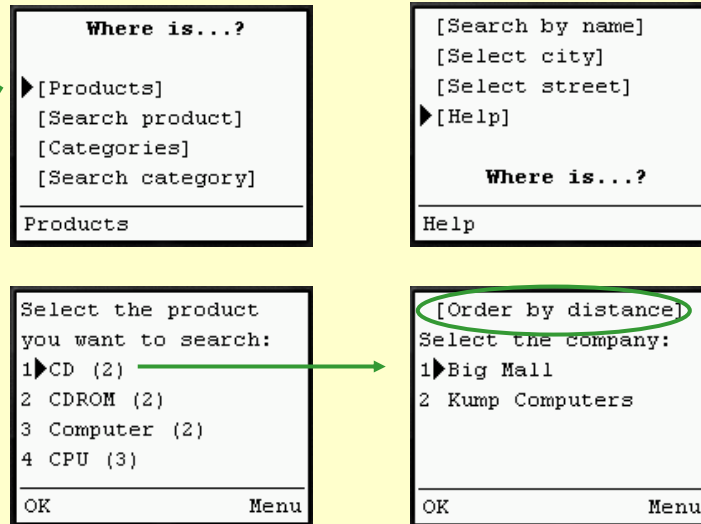 Where is...?
[Products]
[Search product]
[Categories]
[Search category]
Products
[Search by name]
[Select city]
[Select street]
[Help]
Where is...?
Help
Select the product
you want to search:
1 CD (2)
2 CDROM (2)
3 Computer (2)
4 CPU (3)
OK Menu
[Order by distance]
Select the company:
1 Big Mall
2 Kump Computers
OK Menu